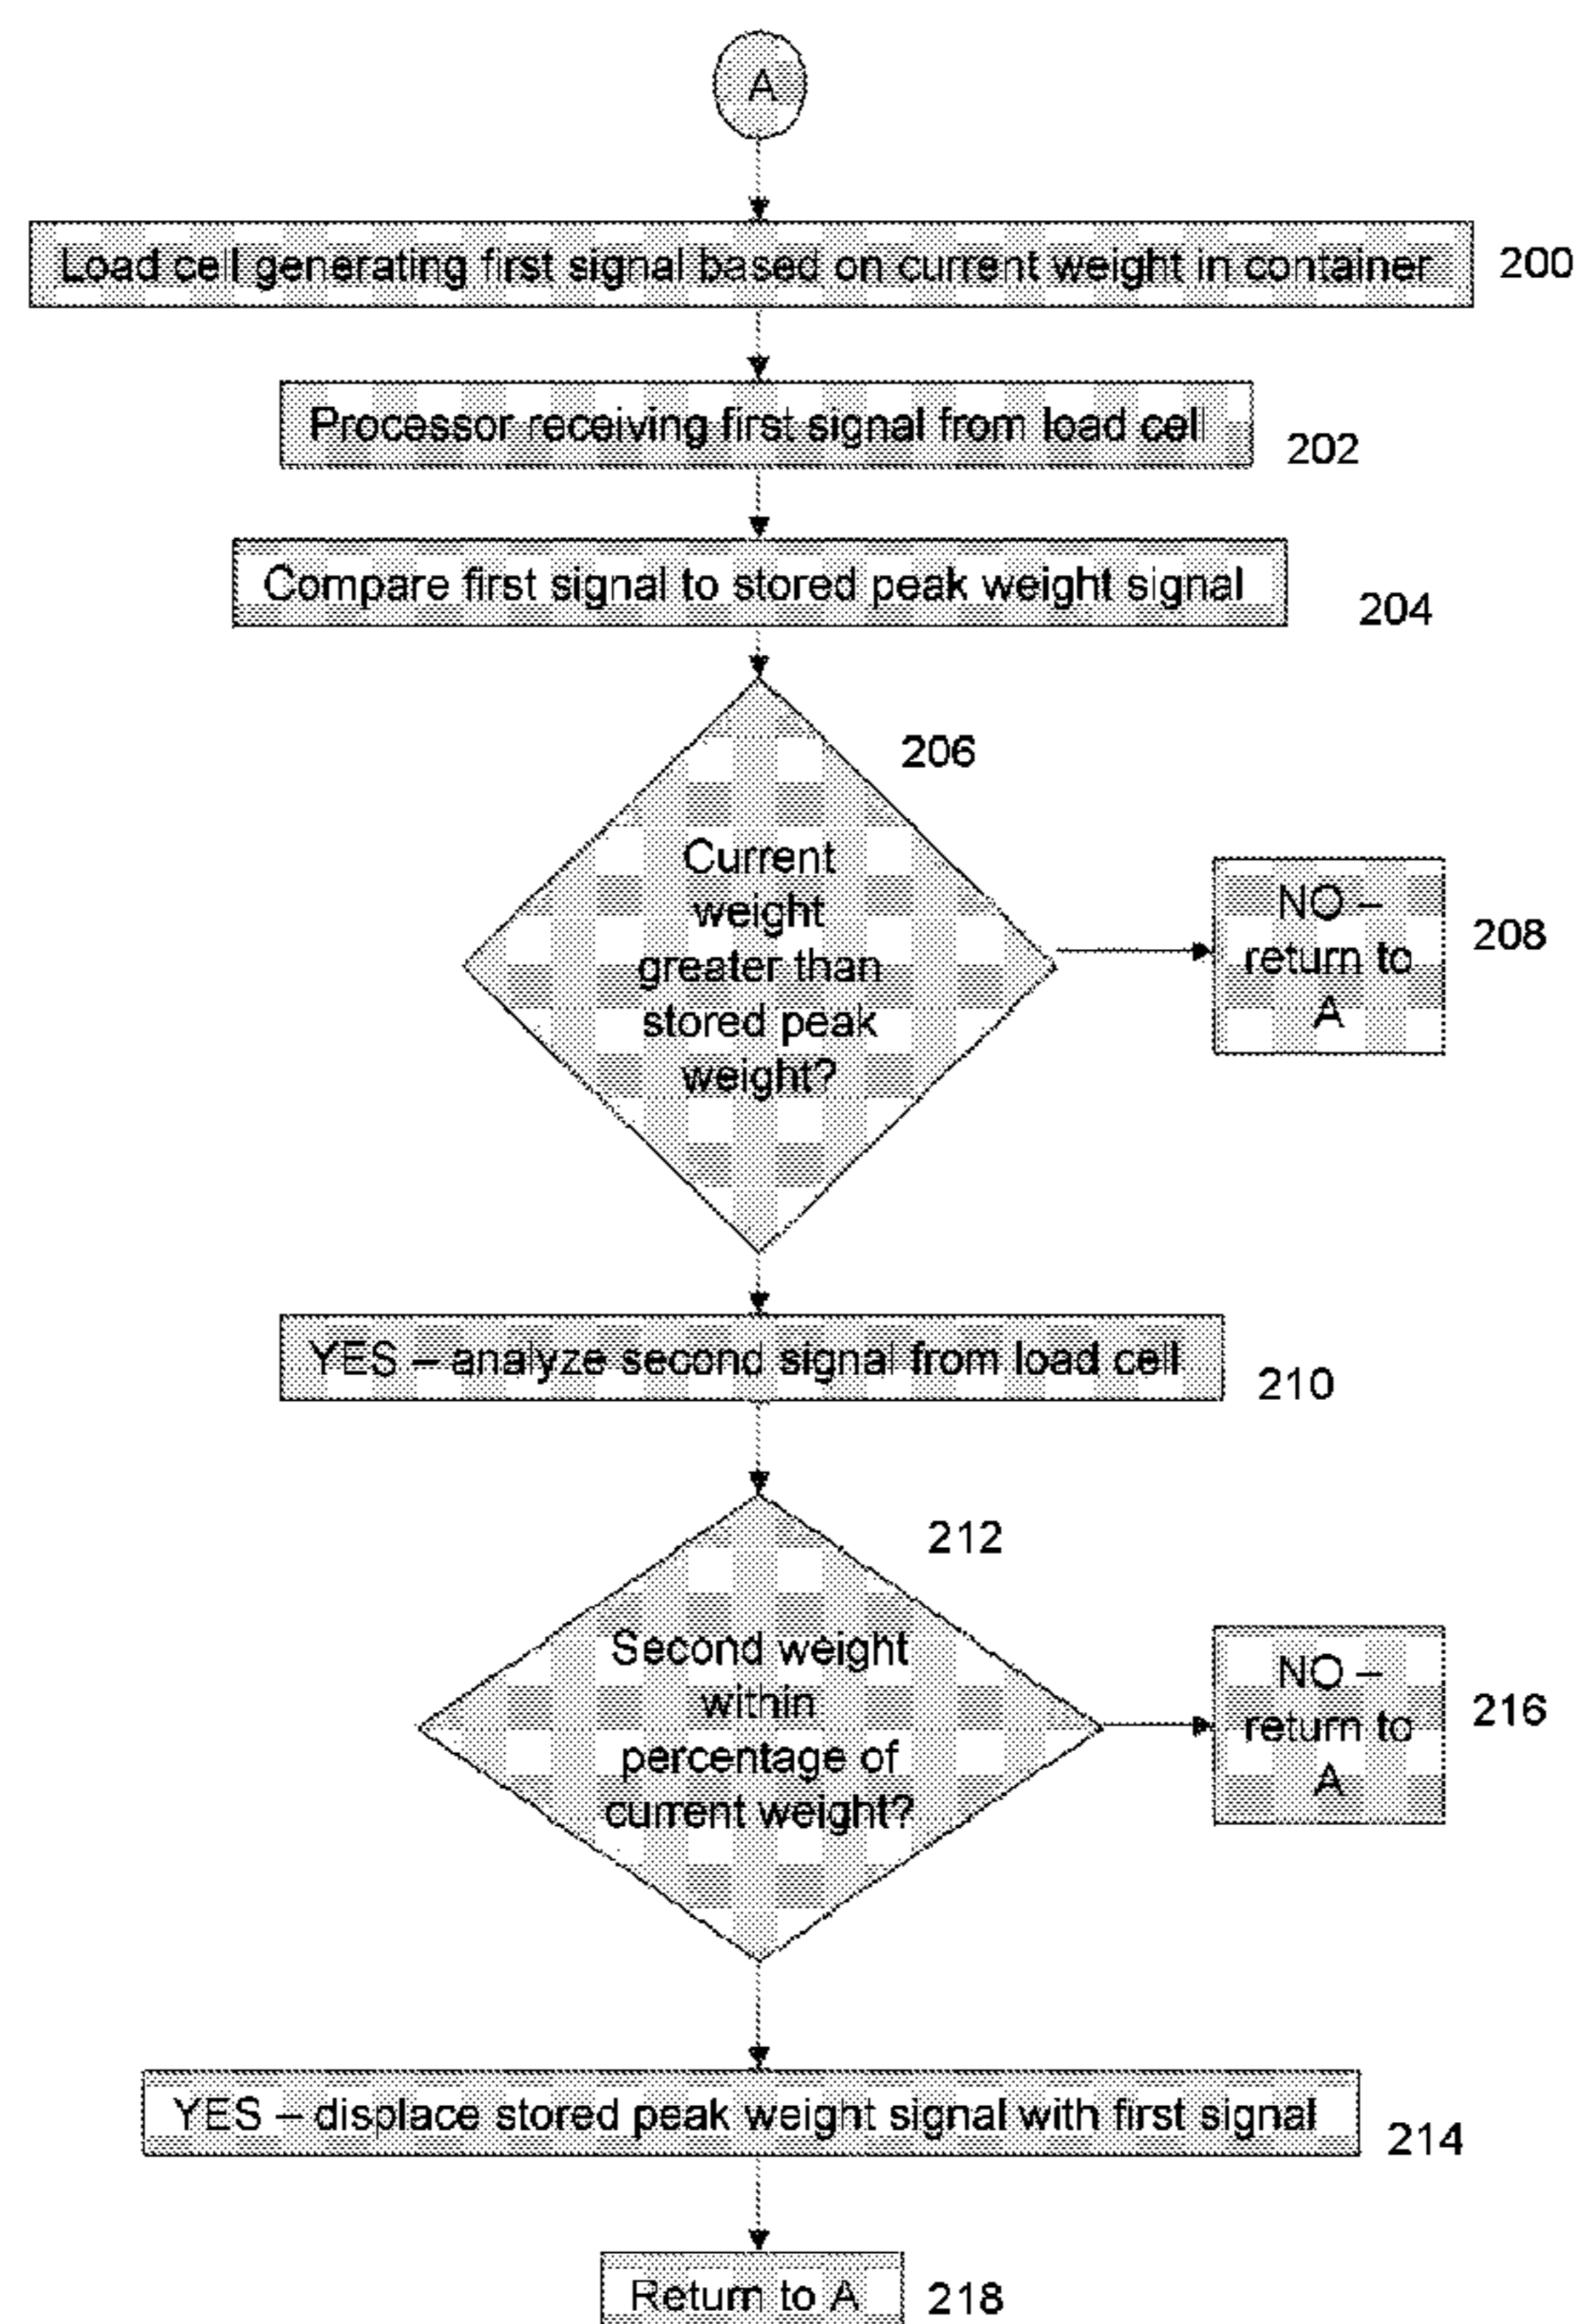 A
Load cell generating first signal based on current weight in container
200
Processor receiving first signal from load cell
202
Compare first signal to stored peak weight signal
204
206
Current
weight
greater than
stored peak
weight?
NO –
return to
A
208
YES – analyze second signal from load cell
210
212
Second weight
within
percentage of
current weight?
NO –
return to
A
216
YES – displace stored peak weight signal with first signal
214
Return to A
218